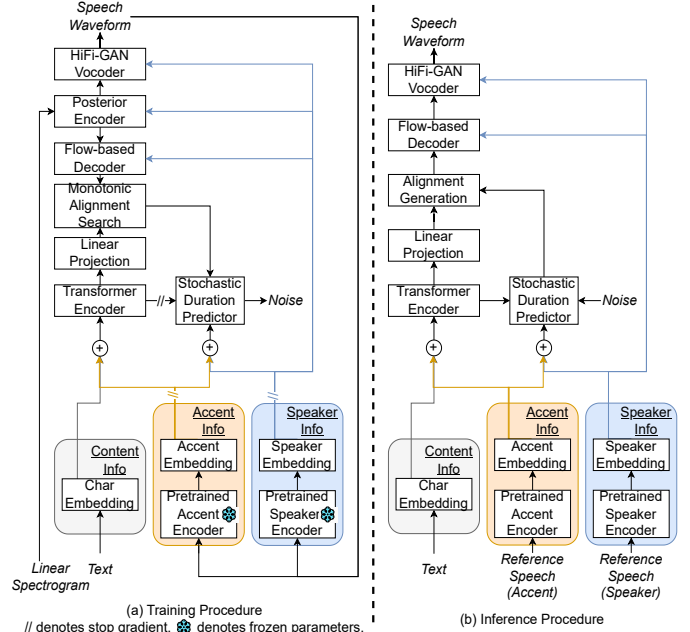 Speech
Waveform
HiFi-GAN
Vocoder
Posterior
Encoder
Flow-based
Decoder
Monotonic
Alignment
Search
Linear
Projection
Transformer
Encoder
//
Stochastic
Duration
Predictor
Noise
+
+
//
//
Content
Info
Char
Embedding
Accent
Info
Accent
Embedding
Pretrained
Accent
Encoder
Speaker
Info
Speaker
Embedding
Pretrained
Speaker
Encoder
Linear
Spectrogram
Text
(a) Training Procedure
// denotes stop gradient, denotes frozen parameters.
Speech
Waveform
HiFi-GAN
Vocoder
Flow-based
Decoder
Alignment
Generation
Linear
Projection
Transformer
Encoder
Stochastic
Duration
Predictor
Noise
+
+
Content
Info
Char
Embedding
Accent
Info
Accent
Embedding
Pretrained
Accent
Encoder
Speaker
Info
Speaker
Embedding
Pretrained
Speaker
Encoder
Text
Reference
Speech
(Accent)
Reference
Speech
(Speaker)
(b) Inference Procedure